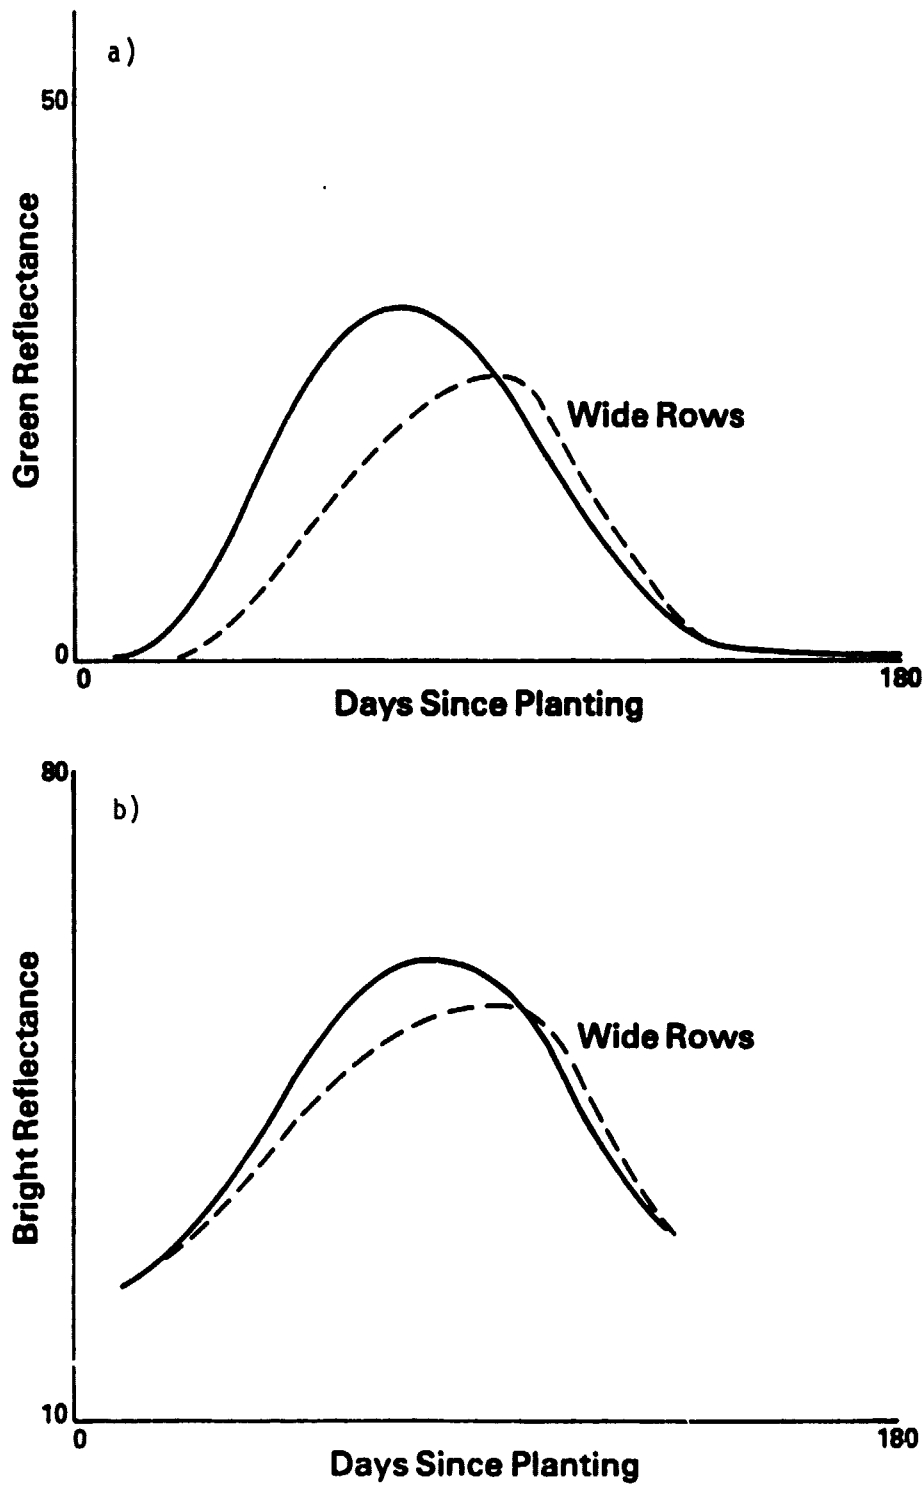 a)
50
Green Reflectance
Wide Rows
0
0
180
Days Since Planting
80
b)
Bright Reflectance
Wide Rows
10
0
180
Days Since Planting